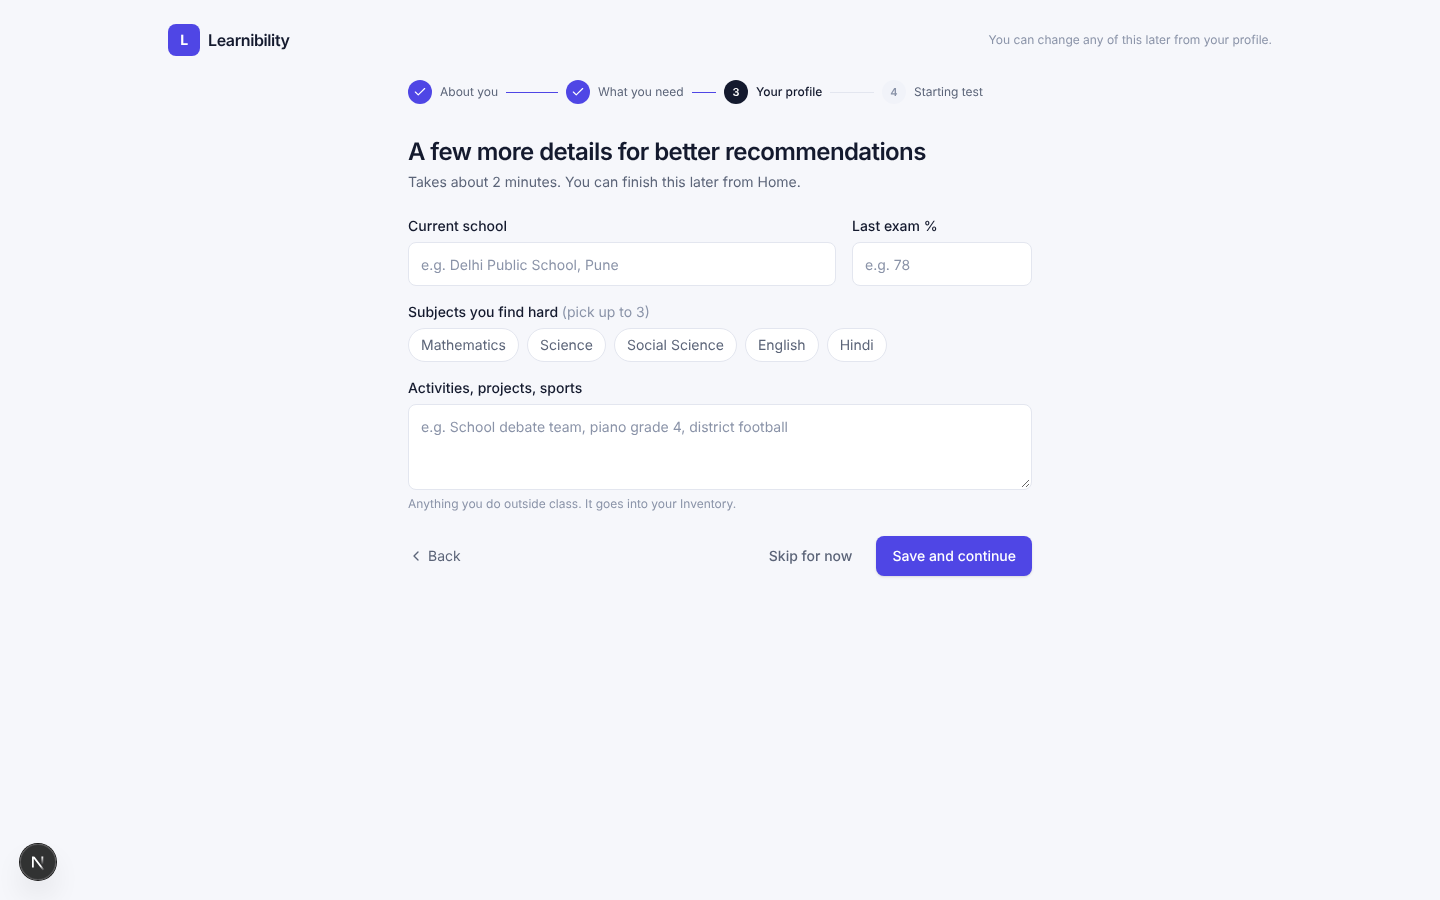 L Learnibility
You can change any of this later from your profile.
About you What you need 3 Your profile 4 Starting test
A few more details for better recommendations
Takes about 2 minutes. You can finish this later from Home.
Current school Last exam %
e.g. Delhi Public School, Pune e.g. 78
Subjects you find hard (pick up to 3)
Mathematics Science Social Science English Hindi
Activities, projects, sports
e.g. School debate team, piano grade 4, district football
Anything you do outside class. It goes into your Inventory.
Back Skip for now Save and continue
N